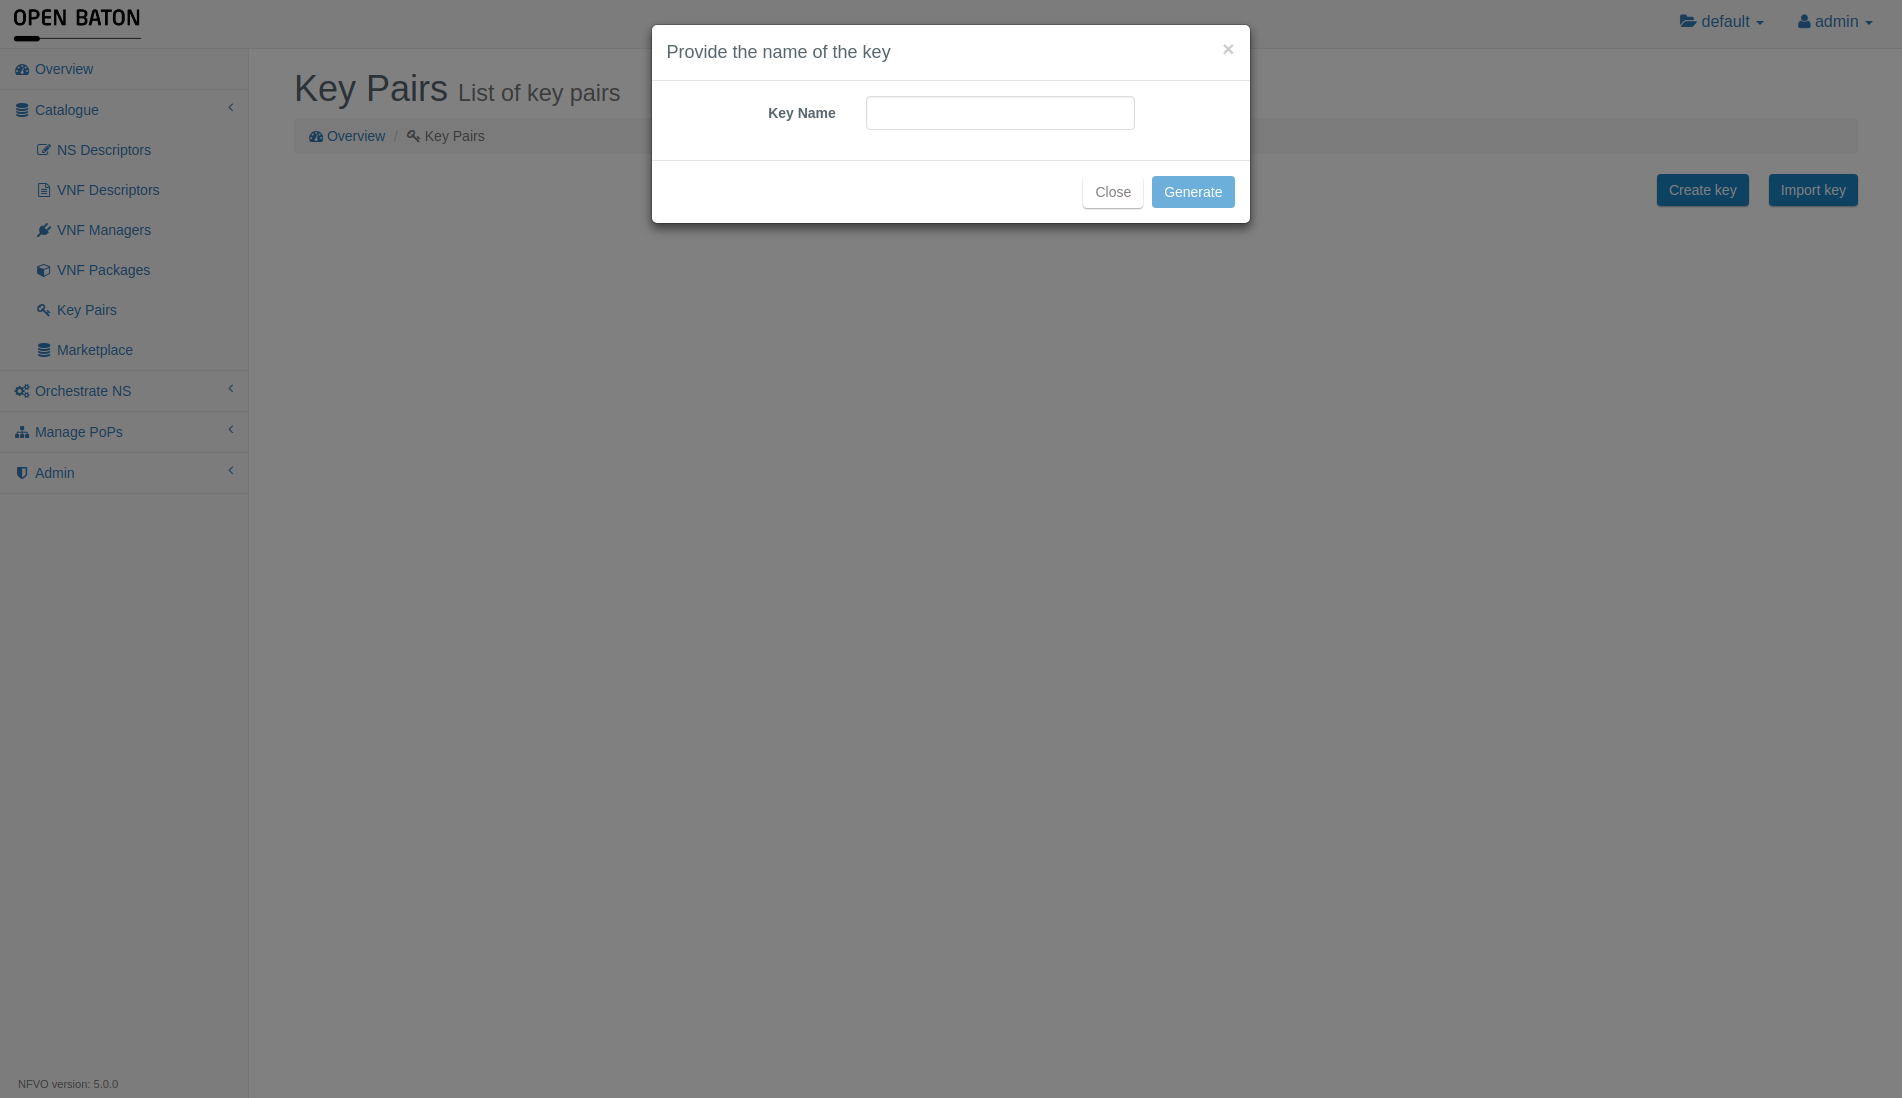 OPEN BATON
default
admin
Provide the name of the key
×
Key Name
Close
Generate
Overview
Catalogue
NS Descriptors
VNF Descriptors
VNF Managers
VNF Packages
Key Pairs
Marketplace
Orchestrate NS
Manage PoPs
Admin
Key Pairs List of key pairs
Overview / Key Pairs
Create key
Import key
NFVO version: 5.0.0